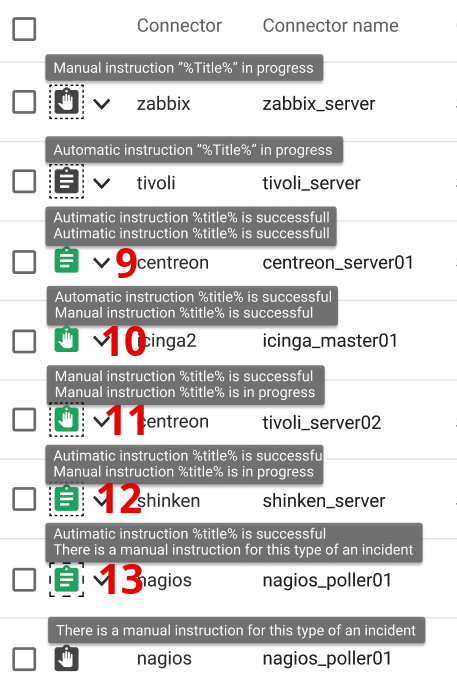 Connector Connector name
Manual instruction "%Title%" in progress
zabbix zabbix_server
Automatic instruction "%Title%" in progress
tivoli tivoli_server
Autimatic instruction %title% is successfull
Autimatic instruction %title% is successfull
9 centreon centreon_server01
Automatic instruction %title% is successful
Manual instruction %title% is successful
10 icinga2 icinga_master01
Manual instruction %title% is successful
Manual instruction %title% is in progress
11 centreon tivoli_server02
Autimatic instruction %title% is successfu
Manual instruction %title% is in progress
12 shinken shinken_server
Avtimatic instruction %title% is successful
There is a manual instruction for this type of an incident
13 nagios nagios_poller01
There is a manual instruction for this type of an incident
nagios nagios_poller01